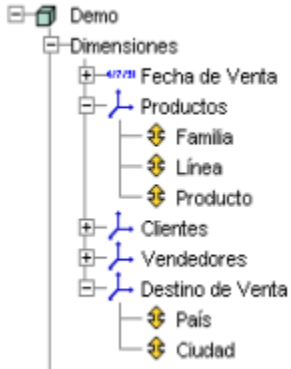 Demo
Dimensiones
Fecha de Venta
Productos
Familia
Línea
Producto
Clientes
Vendedores
Destino de Venta
País
Ciudad